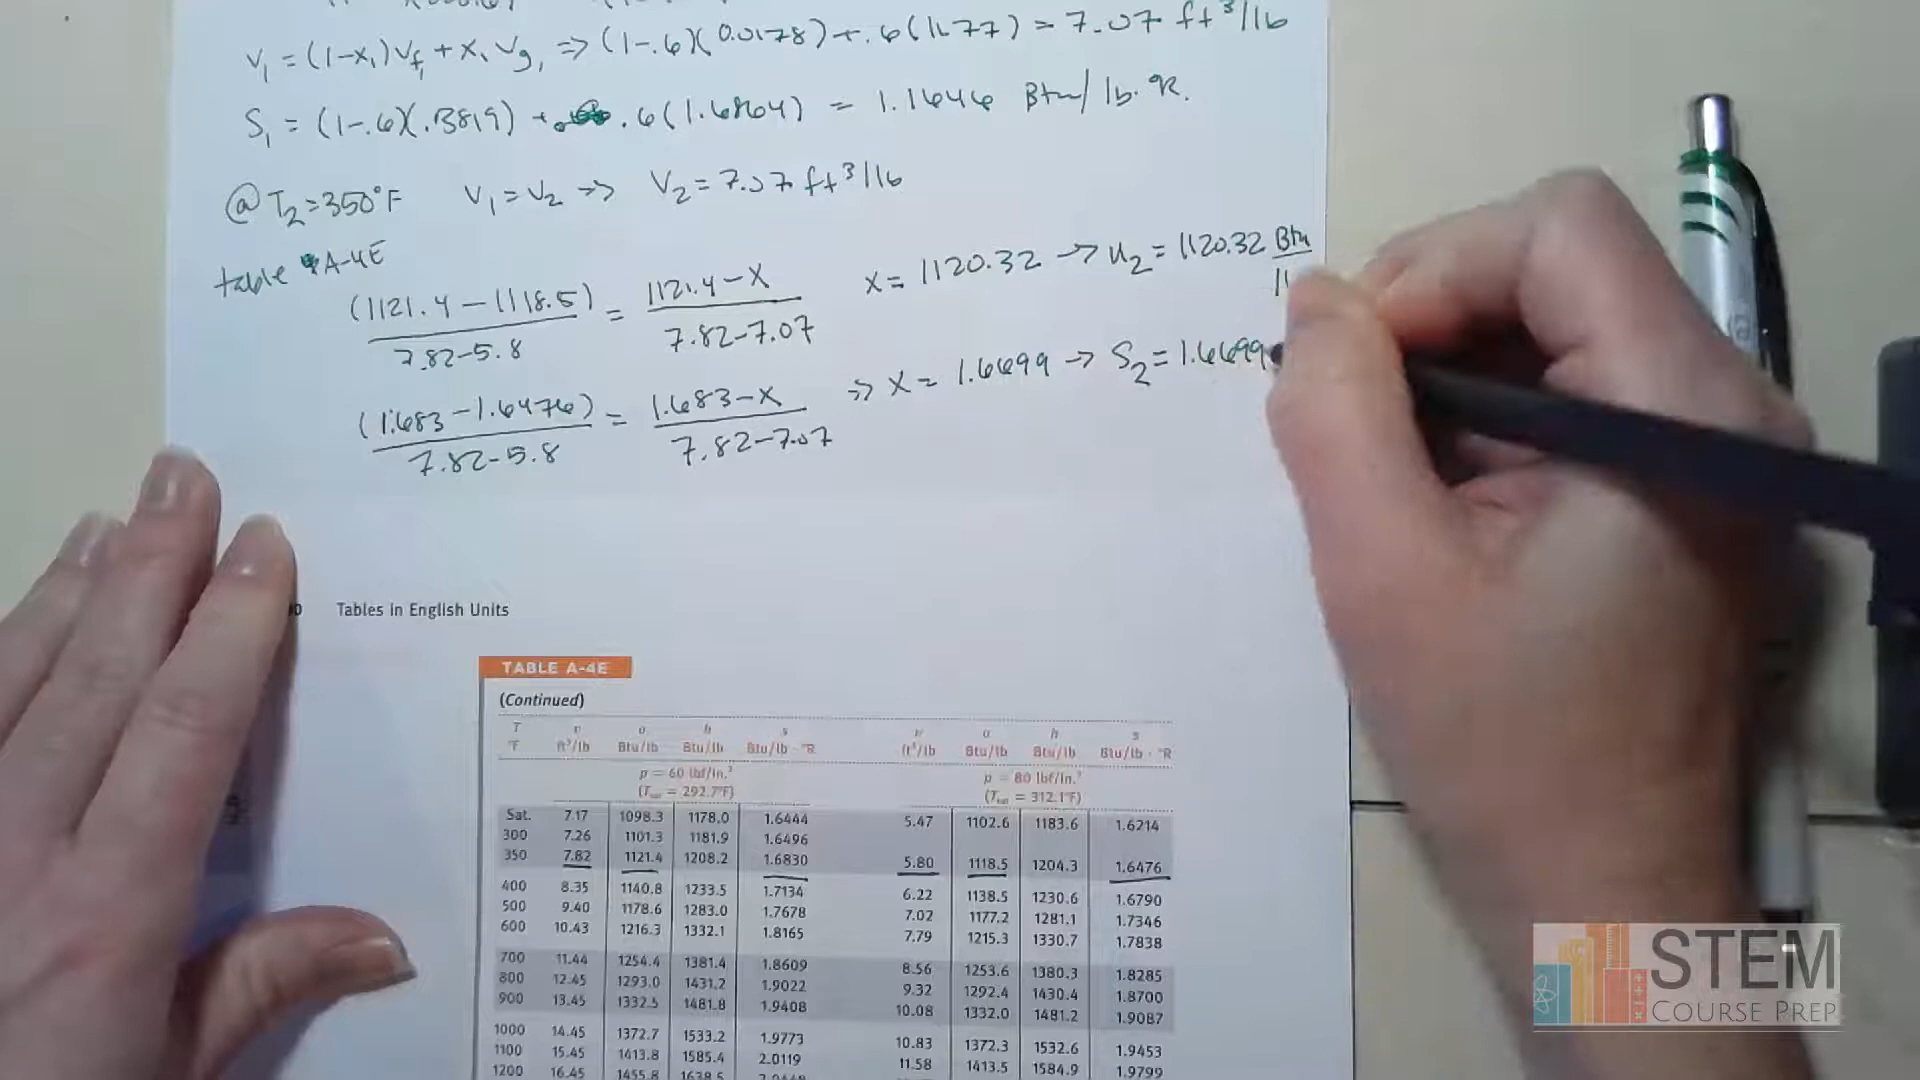 V₁ = (1-x₁)Vf₁ + x₁Vg₁ ⇒ (1-.6)(0.0178)+.6(11.77) = 7.07 ft³/lb
S₁ = (1-.6)(.3819) + .6(1.6864) = 1.1646 Btu/lb·°R.
@T₂=350°F V₁ = V₂ ⇒ V₂ = 7.07 ft³/lb
table A-4E
(1121.4 - 1118.5) / 7.82-5.8 = 1121.4 - X / 7.82-7.07 x = 1120.32 → u₂ = 1120.32 Btu
(1.683 - 1.6476) / 7.82-5.8 = 1.683 - X / 7.82-7.07 ⇒ X = 1.6699 → S₂ = 1.6699
Tables in English Units
TABLE A-4E
(Continued)
T v u h s v u h s
°F ft³/lb Btu/lb Btu/lb Btu/lb · °R ft³/lb Btu/lb Btu/lb Btu/lb · °R
p = 60 lbf/in.² p = 80 lbf/in.²
(Tsat = 292.7°F) (Tsat = 312.1°F)
Sat. 7.17 1098.3 1178.0 1.6444 5.47 1102.6 1183.6 1.6214
300 7.26 1101.3 1181.9 1.6496
350 7.82 1121.4 1208.2 1.6830 5.80 1118.5 1204.3 1.6476
400 8.35 1140.8 1233.5 1.7134 6.22 1138.5 1230.6 1.6790
500 9.40 1178.6 1283.0 1.7678 7.02 1177.2 1281.1 1.7346
600 10.43 1216.3 1332.1 1.8165 7.79 1215.3 1330.7 1.7838
700 11.44 1254.4 1381.4 1.8609 8.56 1253.6 1380.3 1.8285
800 12.45 1293.0 1431.2 1.9022 9.32 1292.4 1430.4 1.8700
900 13.45 1332.5 1481.8 1.9408 10.08 1332.0 1481.2 1.9087
1000 14.45 1372.7 1533.2 1.9773 10.83 1372.3 1532.6 1.9453
1100 15.45 1413.8 1585.4 2.0119 11.58 1413.5 1584.9 1.9799
1200 16.45 1455.8 1638.5
STEM
COURSE PREP